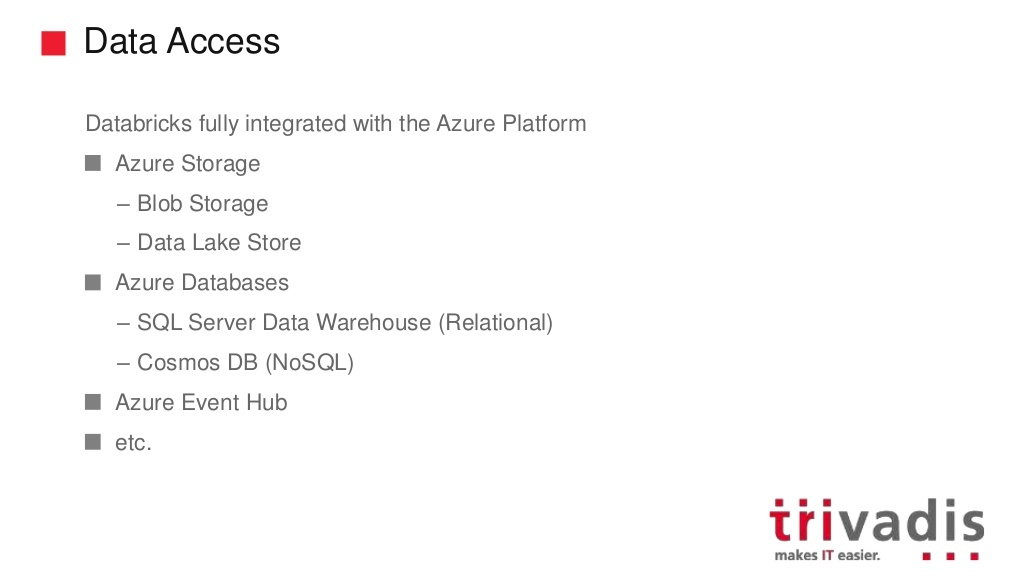 Data Access
Databricks fully integrated with the Azure Platform
Azure Storage
– Blob Storage
– Data Lake Store
Azure Databases
– SQL Server Data Warehouse (Relational)
– Cosmos DB (NoSQL)
Azure Event Hub
etc.
trivadis
makes IT easier.